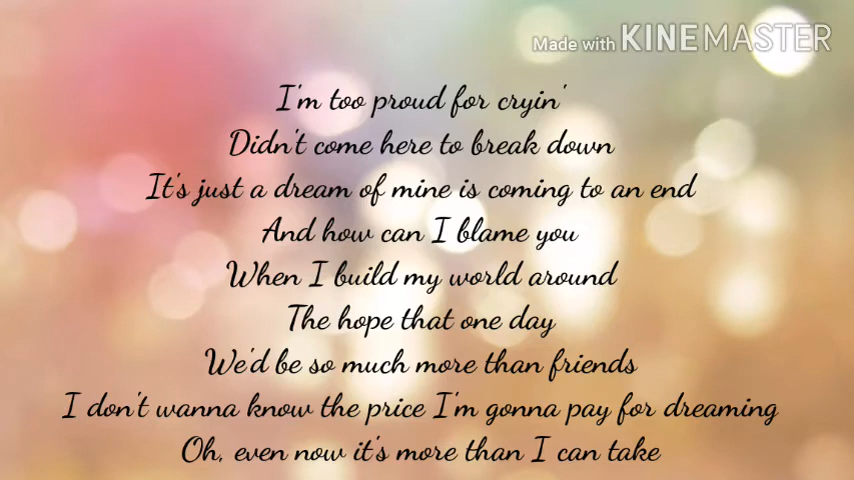 Made with KINEMASTER
I'm too proud for cryin'
Didn't come here to break down
It's just a dream of mine is coming to an end
And how can I blame you
When I build my world around
The hope that one day
We'd be so much more than friends
I don't wanna know the price I'm gonna pay for dreaming
Oh, even now it's more than I can take